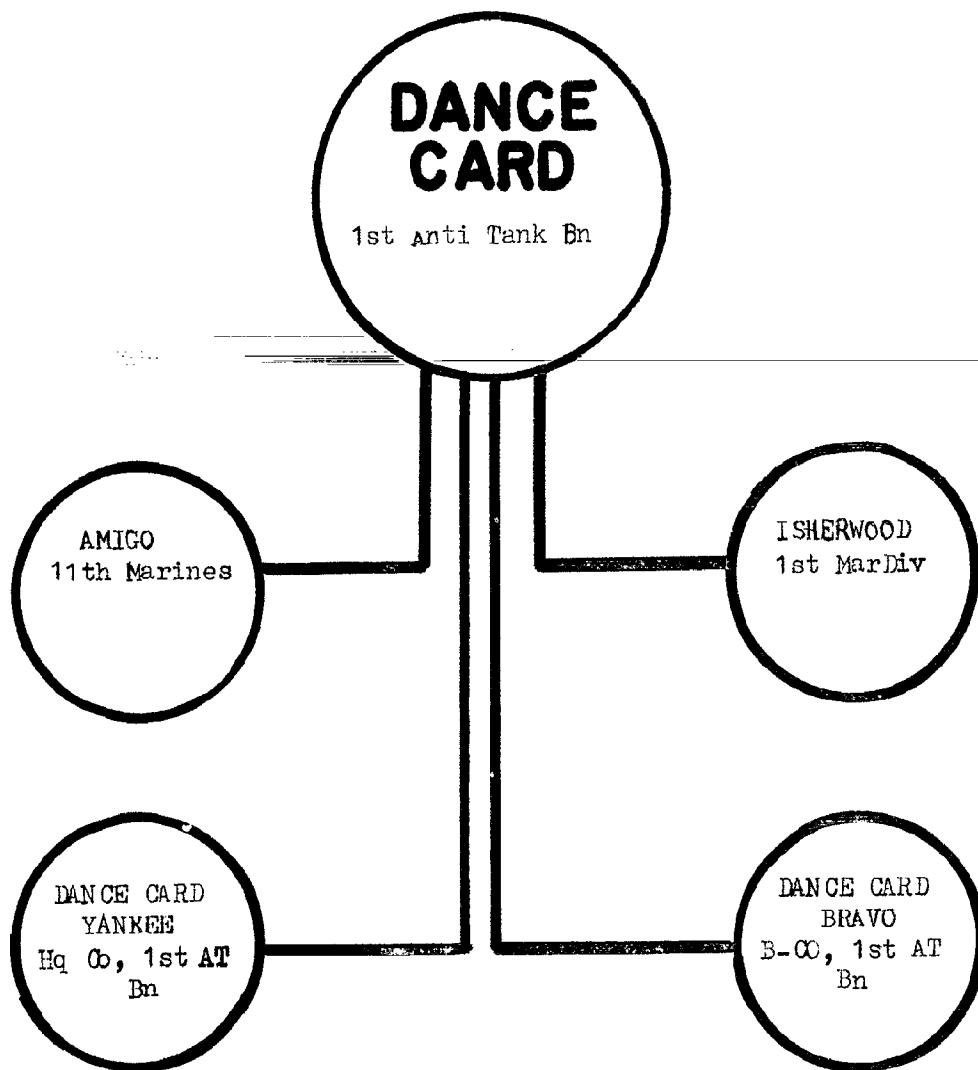 DANCE
CARD
1st Anti Tank Bn
AMIGO
11th Marines
ISHERWOOD
1st MarDiv
DANCE CARD
YANKEE
Hq Co, 1st AT
Bn
DANCE CARD
BRAVO
B-CO, 1st AT
Bn